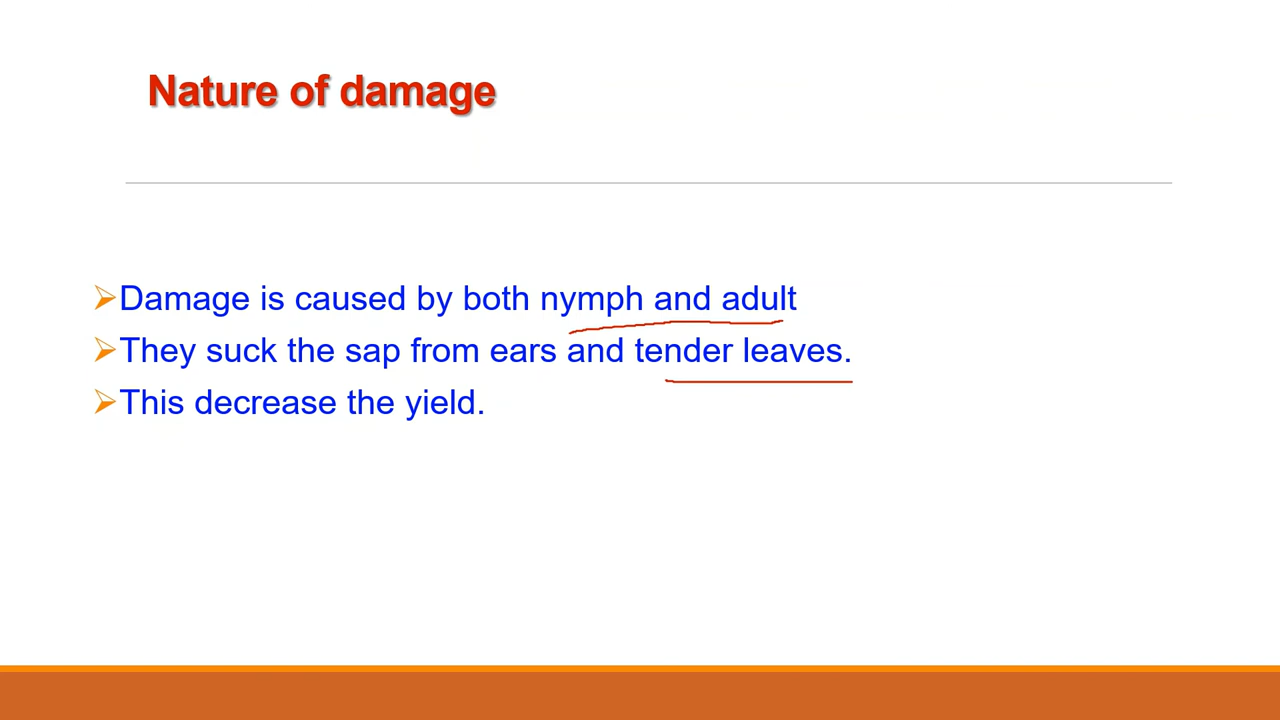 Nature of damage
Damage is caused by both nymph and adult
They suck the sap from ears and tender leaves.
This decrease the yield.